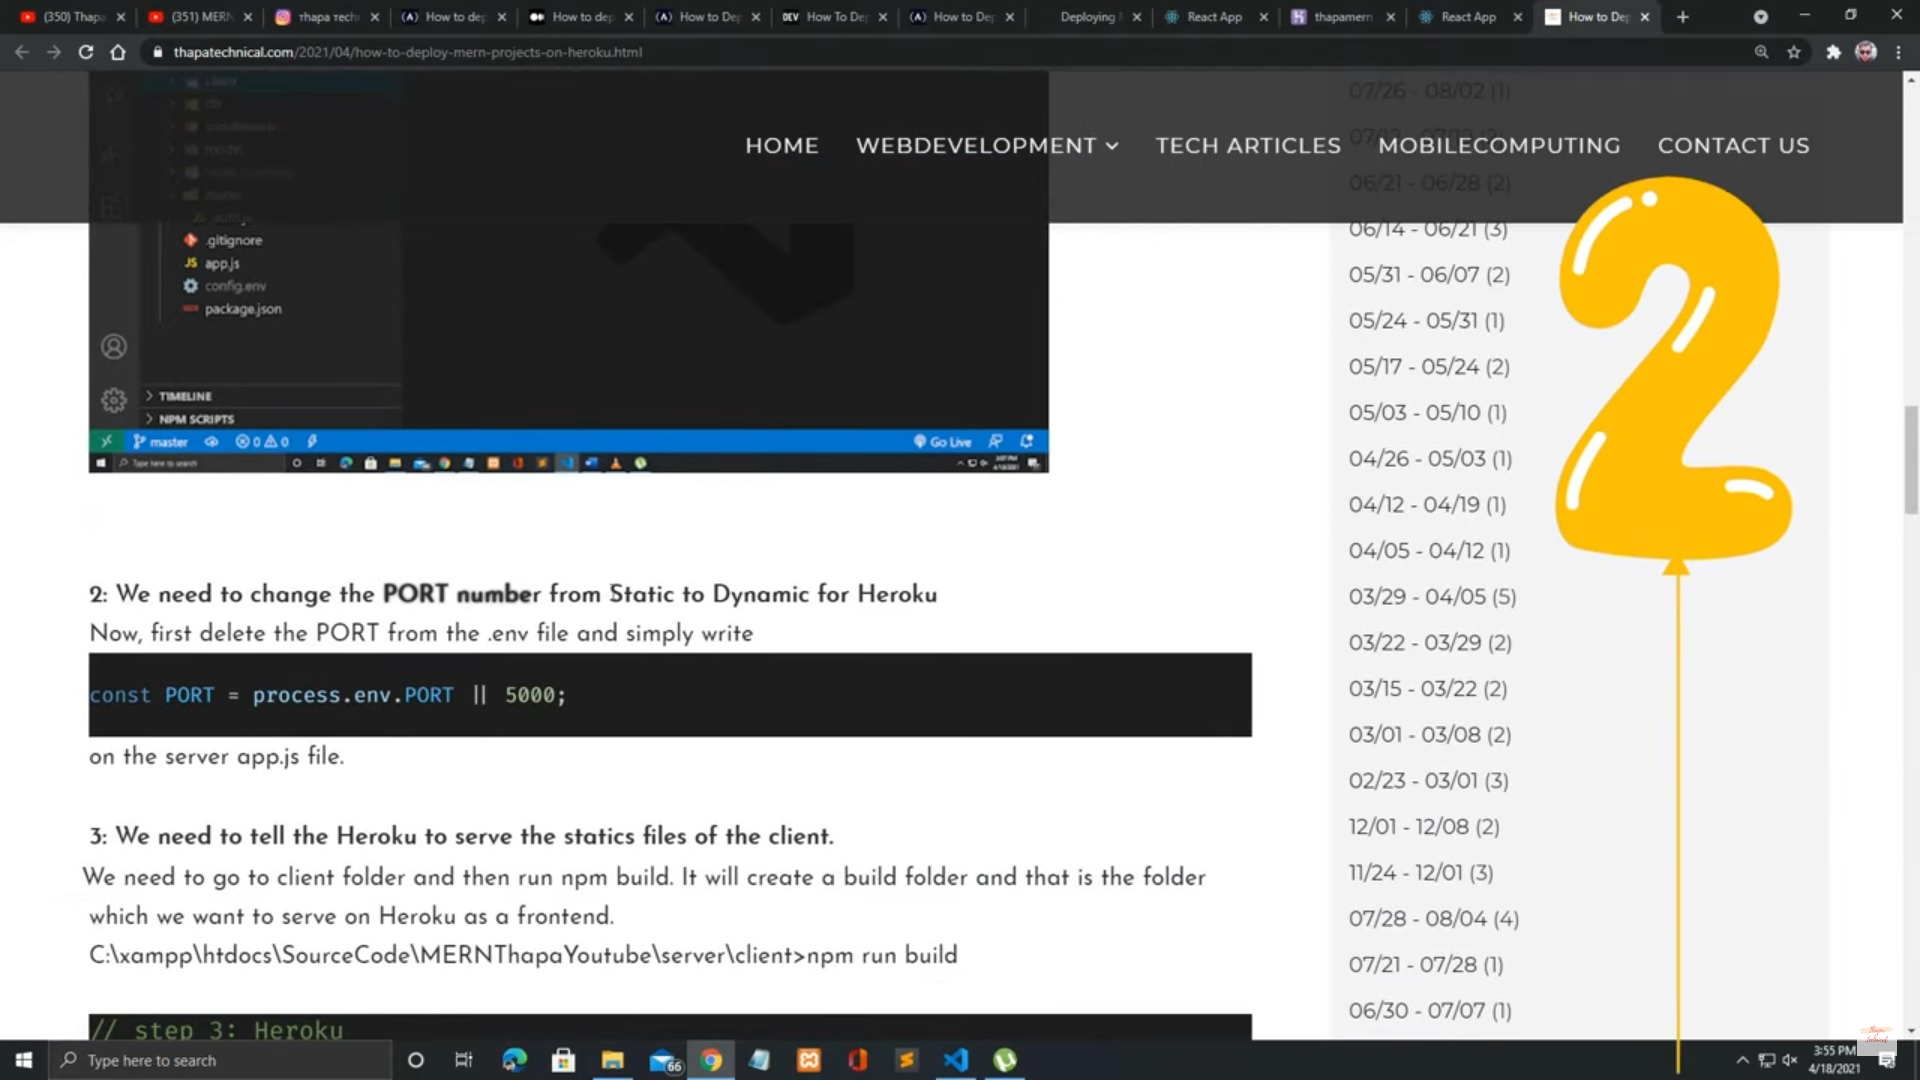 (350) Thapa
(351) MERN
тhapa тecн
How to dep
How to dep
How to Dep
How To Dep
How to Dep
Deploying
React App
thapamern
React App
How to Dep
thapatechnical.com/2021/04/how-to-deploy-mern-projects-on-heroku.html
HOME WEBDEVELOPMENT TECH ARTICLES MOBILECOMPUTING CONTACT US
client
.gitignore
JS app.js
config.env
package.json
TIMELINE
NPM SCRIPTS
master
0 0
Go Live
Type here to search
2: We need to change the PORT number from Static to Dynamic for Heroku
Now, first delete the PORT from the .env file and simply write
const PORT = process.env.PORT || 5000;
on the server app.js file.
3: We need to tell the Heroku to serve the statics files of the client.
We need to go to client folder and then run npm build. It will create a build folder and that is the folder
which we want to serve on Heroku as a frontend.
C:\xampp\htdocs\SourceCode\MERNThapaYoutube\server\client>npm run build
// step 3: Heroku
07/26 - 08/02 (1)
06/21 - 06/28 (2)
06/14 - 06/21 (3)
05/31 - 06/07 (2)
05/24 - 05/31 (1)
05/17 - 05/24 (2)
05/03 - 05/10 (1)
04/26 - 05/03 (1)
04/12 - 04/19 (1)
04/05 - 04/12 (1)
03/29 - 04/05 (5)
03/22 - 03/29 (2)
03/15 - 03/22 (2)
03/01 - 03/08 (2)
02/23 - 03/01 (3)
12/01 - 12/08 (2)
11/24 - 12/01 (3)
07/28 - 08/04 (4)
07/21 - 07/28 (1)
06/30 - 07/07 (1)
2
Type here to search
66
3:55 PM
4/18/2021